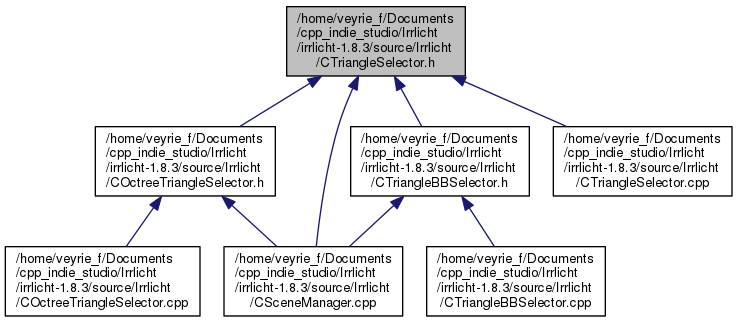 /home/veyrie_f/Documents
/cpp_indie_studio/Irrlicht
/irrlicht-1.8.3/source/Irrlicht
/CTriangleSelector.h
/home/veyrie_f/Documents
/cpp_indie_studio/Irrlicht
/irrlicht-1.8.3/source/Irrlicht
/COctreeTriangleSelector.h
/home/veyrie_f/Documents
/cpp_indie_studio/Irrlicht
/irrlicht-1.8.3/source/Irrlicht
/CTriangleBBSelector.h
/home/veyrie_f/Documents
/cpp_indie_studio/Irrlicht
/irrlicht-1.8.3/source/Irrlicht
/CTriangleSelector.cpp
/home/veyrie_f/Documents
/cpp_indie_studio/Irrlicht
/irrlicht-1.8.3/source/Irrlicht
/COctreeTriangleSelector.cpp
/home/veyrie_f/Documents
/cpp_indie_studio/Irrlicht
/irrlicht-1.8.3/source/Irrlicht
/CSceneManager.cpp
/home/veyrie_f/Documents
/cpp_indie_studio/Irrlicht
/irrlicht-1.8.3/source/Irrlicht
/CTriangleBBSelector.cpp